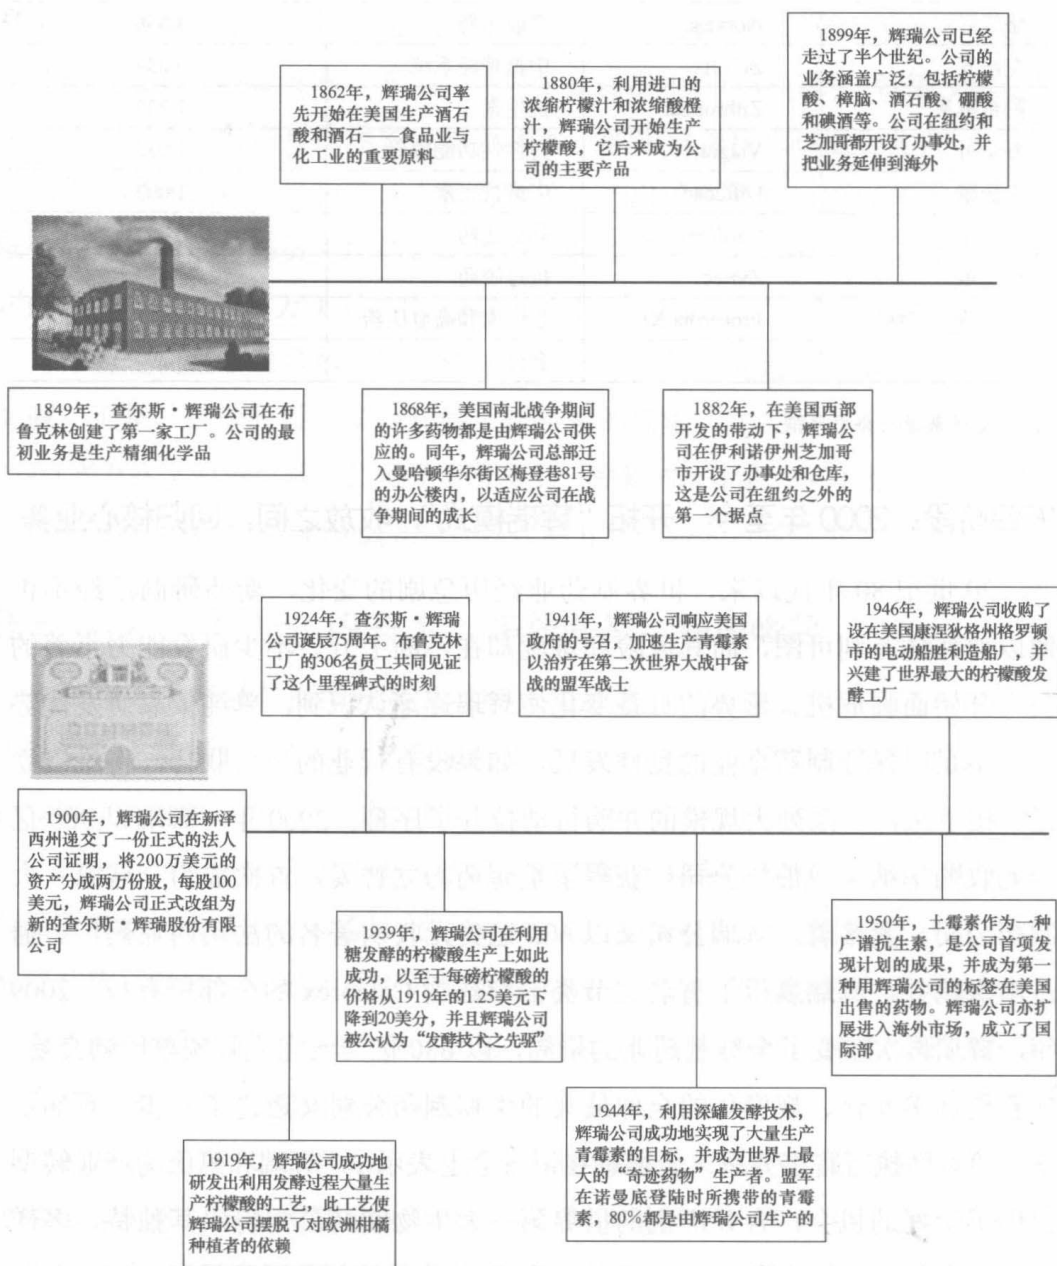 1899年，辉瑞公司已经
走过了半个世纪。公司的
业务涵盖广泛，包括柠檬
酸、樟脑、酒石酸、硼酸
和碘酒等。公司在纽约和
芝加哥都开设了办事处，并
把业务延伸到海外
1862年，辉瑞公司率
先开始在美国生产酒石
酸和酒石——食品业与
化工业的重要原料
1880年，利用进口的
浓缩柠檬汁和浓缩酸橙
汁，辉瑞公司开始生产
柠檬酸，它后来成为公
司的主要产品
1849年，查尔斯·辉瑞公司在布
鲁克林创建了第一家工厂。公司的最
初业务是生产精细化学品
1868年，美国南北战争期间
的许多药物都是由辉瑞公司供
应的。同年，辉瑞公司总部迁
入曼哈顿华尔街区梅登巷81号
的办公楼内，以适应公司在战
争期间的成长
1882年，在美国西部
开发的带动下，辉瑞公
司在伊利诺伊州芝加哥
市开设了办事处和仓库，
这是公司在纽约之外的
第一个据点
1924年，查尔斯·辉瑞
公司诞辰75周年。布鲁克林
工厂的306名员工共同见证
了这个里程碑式的时刻
1941年，辉瑞公司响应美国
政府的号召，加速生产青霉素
以治疗在第二次世界大战中奋
战的盟军战士
1946年，辉瑞公司收购了
设在美国康涅狄格州格罗顿
市的电动船胜利造船厂，并
兴建了世界最大的柠檬酸发
酵工厂
1900年，辉瑞公司在新泽
西州递交了一份正式的法人
公司证明，将200万美元的
资产分成两万份股，每股100
美元，辉瑞公司正式改组为
新的查尔斯·辉瑞股份有限
公司
1939年，辉瑞公司在利用
糖发酵的柠檬酸生产上如此
成功，以至于每磅柠檬酸的
价格从1919年的1.25美元下
降到20美分，并且辉瑞公司
被公认为“发酵技术之先驱”
1950年，土霉素作为一种
广谱抗生素，是公司首项发
现计划的成果，并成为第一
种用辉瑞公司的标签在美国
出售的药物。辉瑞公司亦扩
展进入海外市场，成立了国
际部
1919年，辉瑞公司成功地
研发出利用发酵过程大量生
产柠檬酸的工艺，此工艺使
辉瑞公司摆脱了对欧洲柑橘
种植者的依赖
1944年，利用深罐发酵技术，
辉瑞公司成功地实现了大量生产
青霉素的目标，并成为世界上最
大的“奇迹药物”生产者。盟军
在诺曼底登陆时所携带的青霉
素，80%都是由辉瑞公司生产的